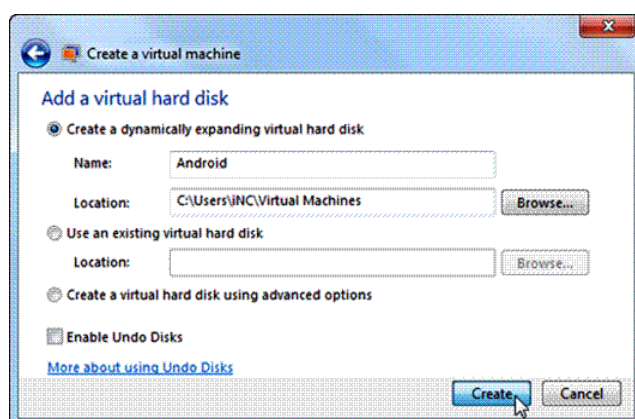 Create a virtual machine
Add a virtual hard disk
Create a dynamically expanding virtual hard disk
Name: Android
Location: C:\Users\iNC\Virtual Machines Browse...
Use an existing virtual hard disk
Location: Browse...
Create a virtual hard disk using advanced options
Enable Undo Disks
More about using Undo Disks
Create Cancel